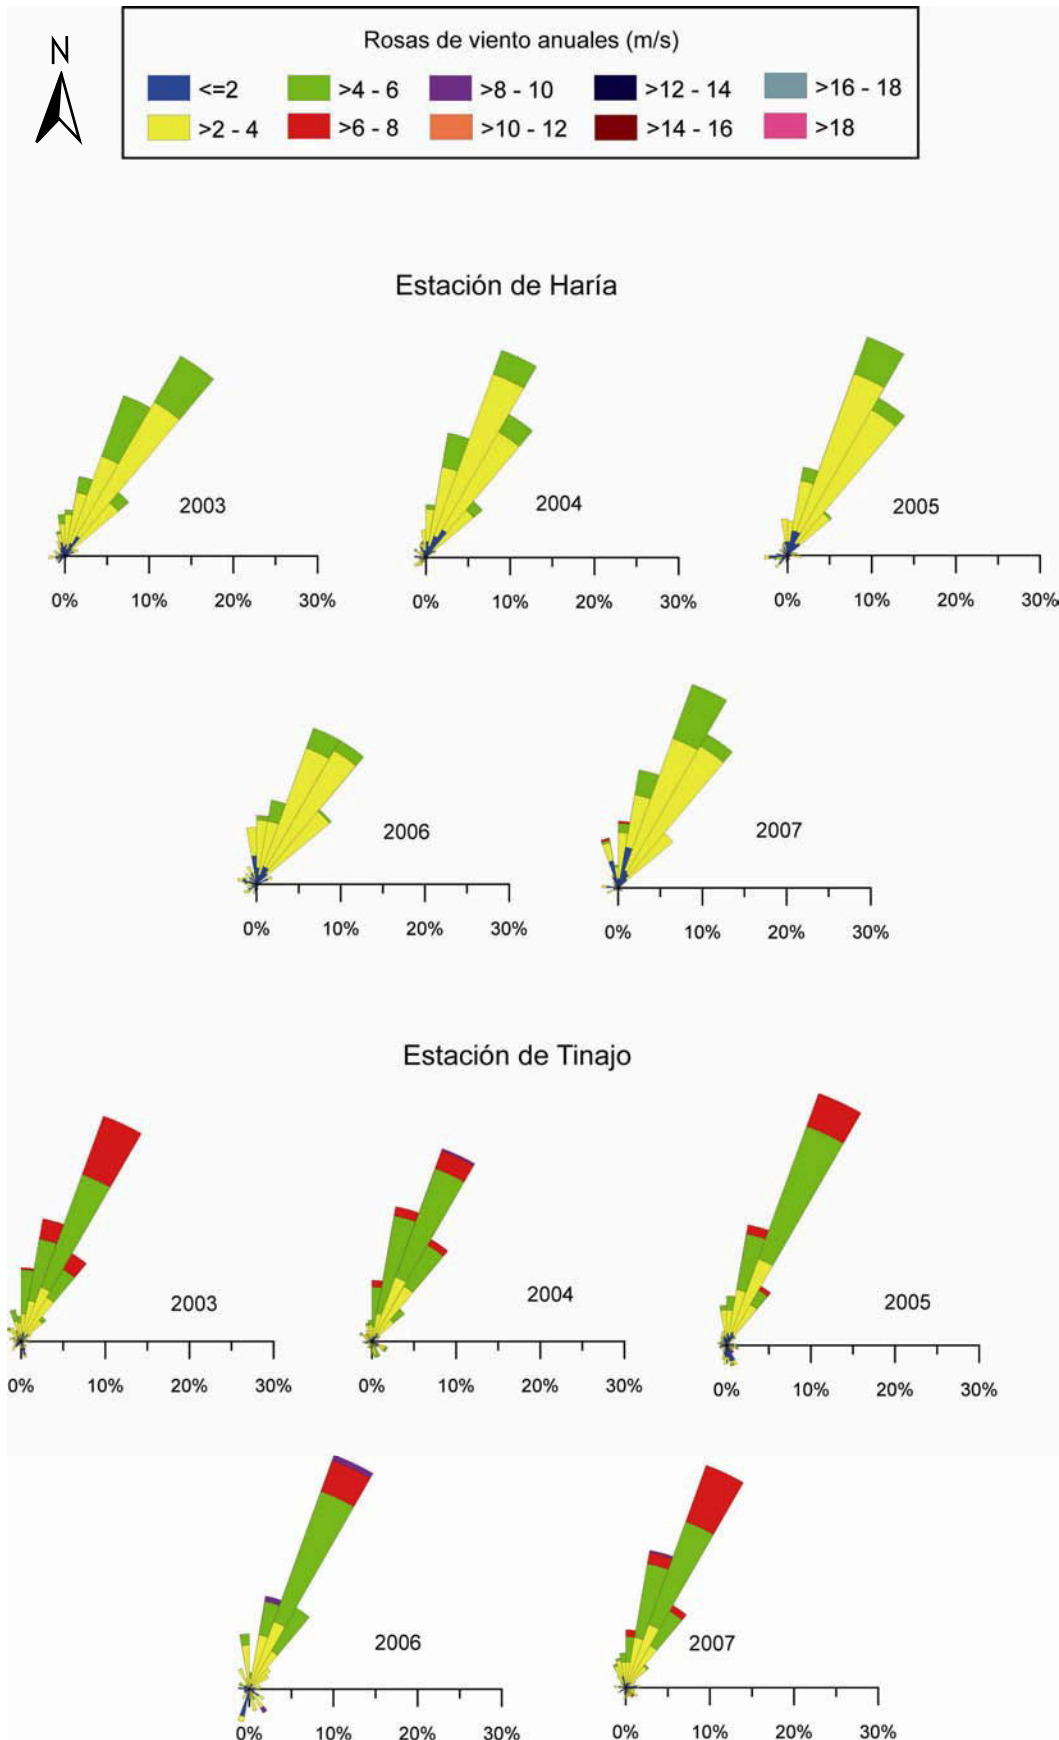 N
Rosas de viento anuales (m/s)
<=2 >4 - 6 >8 - 10 >12 - 14 >16 - 18
>2 - 4 >6 - 8 >10 - 12 >14 - 16 >18
Estación de Haría
2003 2004 2005
0% 10% 20% 30% 0% 10% 20% 30% 0% 10% 20% 30%
2006 2007
0% 10% 20% 30% 0% 10% 20% 30%
Estación de Tinajo
2003 2004 2005
0% 10% 20% 30% 0% 10% 20% 30% 0% 10% 20% 30%
2006 2007
0% 10% 20% 30% 0% 10% 20% 30%